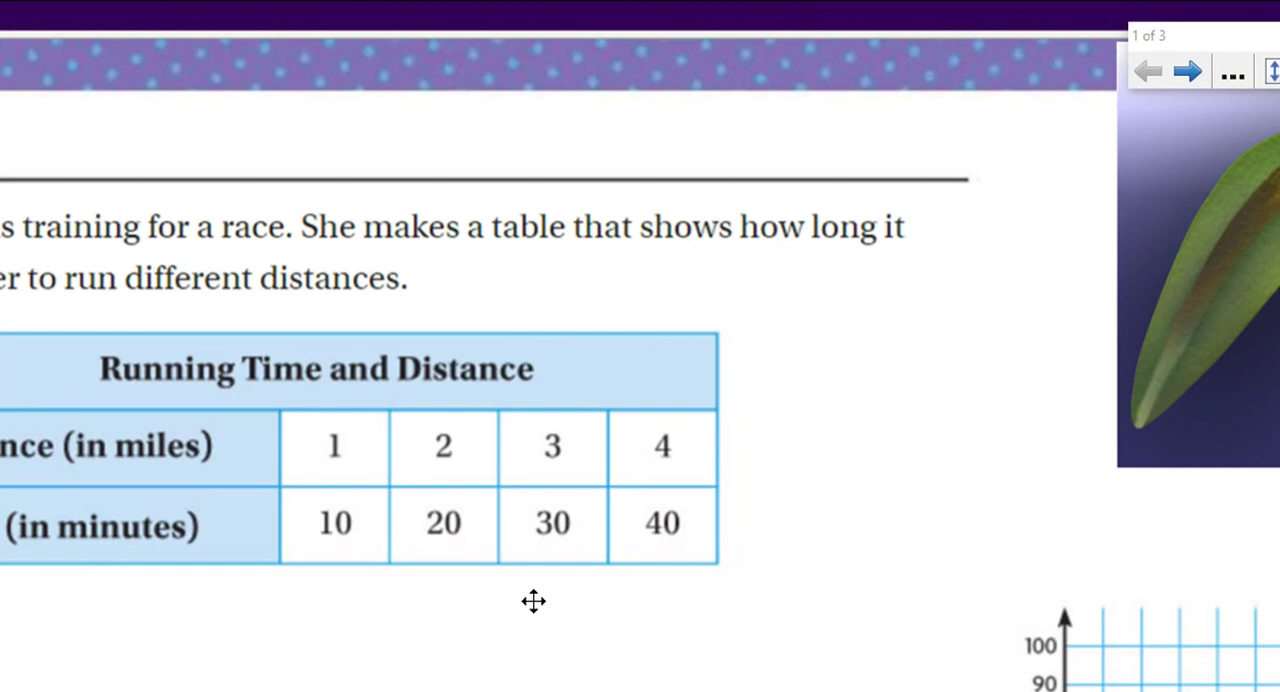 1 of 3
...
s training for a race. She makes a table that shows how long it
er to run different distances.
Running Time and Distance
nce (in miles) 1 2 3 4
(in minutes) 10 20 30 40
100
90